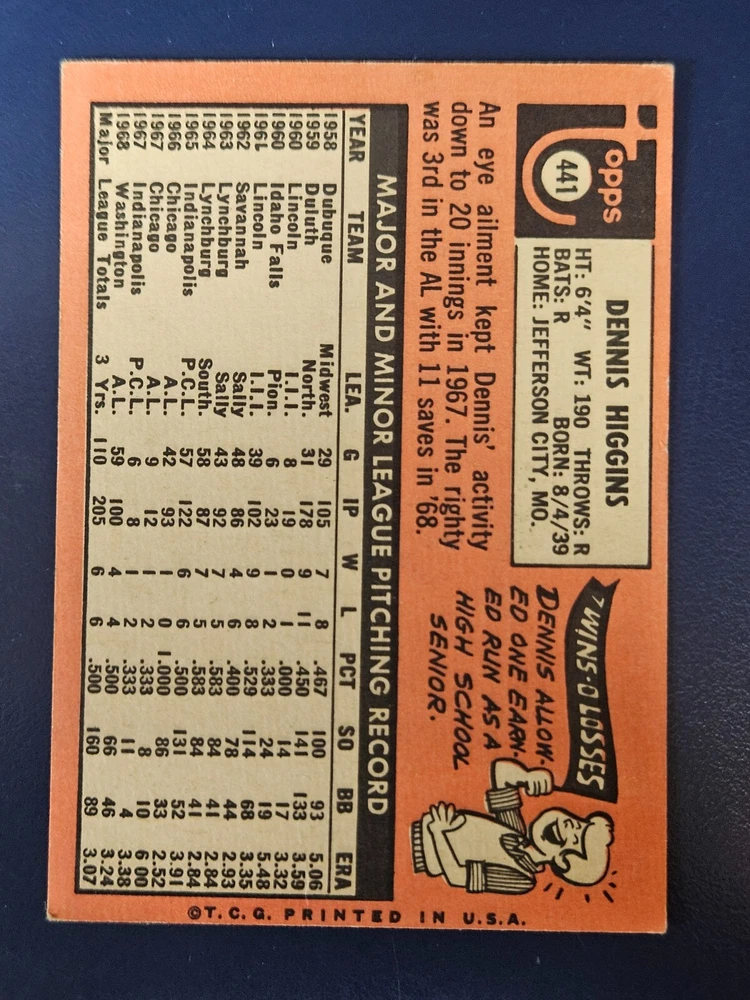 Topps
441
DENNIS HIGGINS
HT: 6'4" WT: 190 THROWS: R
BATS: R BORN: 8/4/39
HOME: JEFFERSON CITY, MO.
An eye ailment kept Dennis' activity
down to 20 innings in 1967. The righty
was 3rd in the AL with 11 saves in '68.
7 WINS-0 LOSSES
DENNIS ALLOW-
ED ONE EARN-
ED RUN AS A
HIGH SCHOOL
SENIOR.
MAJOR AND MINOR LEAGUE PITCHING RECORD
YEAR TEAM LEA. G IP W L PCT SO BB ERA
1958 Dubuque Midwest 29 105 7 8 .467 100 93 5.06
1959 Duluth North. 31 178 9 11 .450 141 133 3.59
1960 Lincoln I.I.I. 8 19 0 1 .000 14 17 3.32
1960 Idaho Falls Pion. 6 23 1 2 .333 24 19 5.48
1961 Lincoln I.I.I. 39 102 9 8 .529 114 68 3.35
1962 Savannah Sally 48 86 4 6 .400 78 44 2.93
1963 Lynchburg Sally 43 92 7 5 .583 84 41 2.84
1964 Lynchburg South. 58 87 7 5 .583 84 41 2.84
1965 Indianapolis P.C.L. 57 122 6 6 .500 131 52 3.91
1966 Chicago A.L. 42 93 1 0 1.000 86 33 2.52
1967 Chicago A.L. 9 12 1 2 .333 8 10 6.00
1967 Indianapolis P.C.L. 6 8 1 2 .333 11 4 3.38
1968 Washington A.L. 59 100 4 4 .500 66 46 3.24
Major League Totals 3 Yrs. 110 205 6 6 .500 160 89 3.07
©T.C.G. PRINTED IN U.S.A.